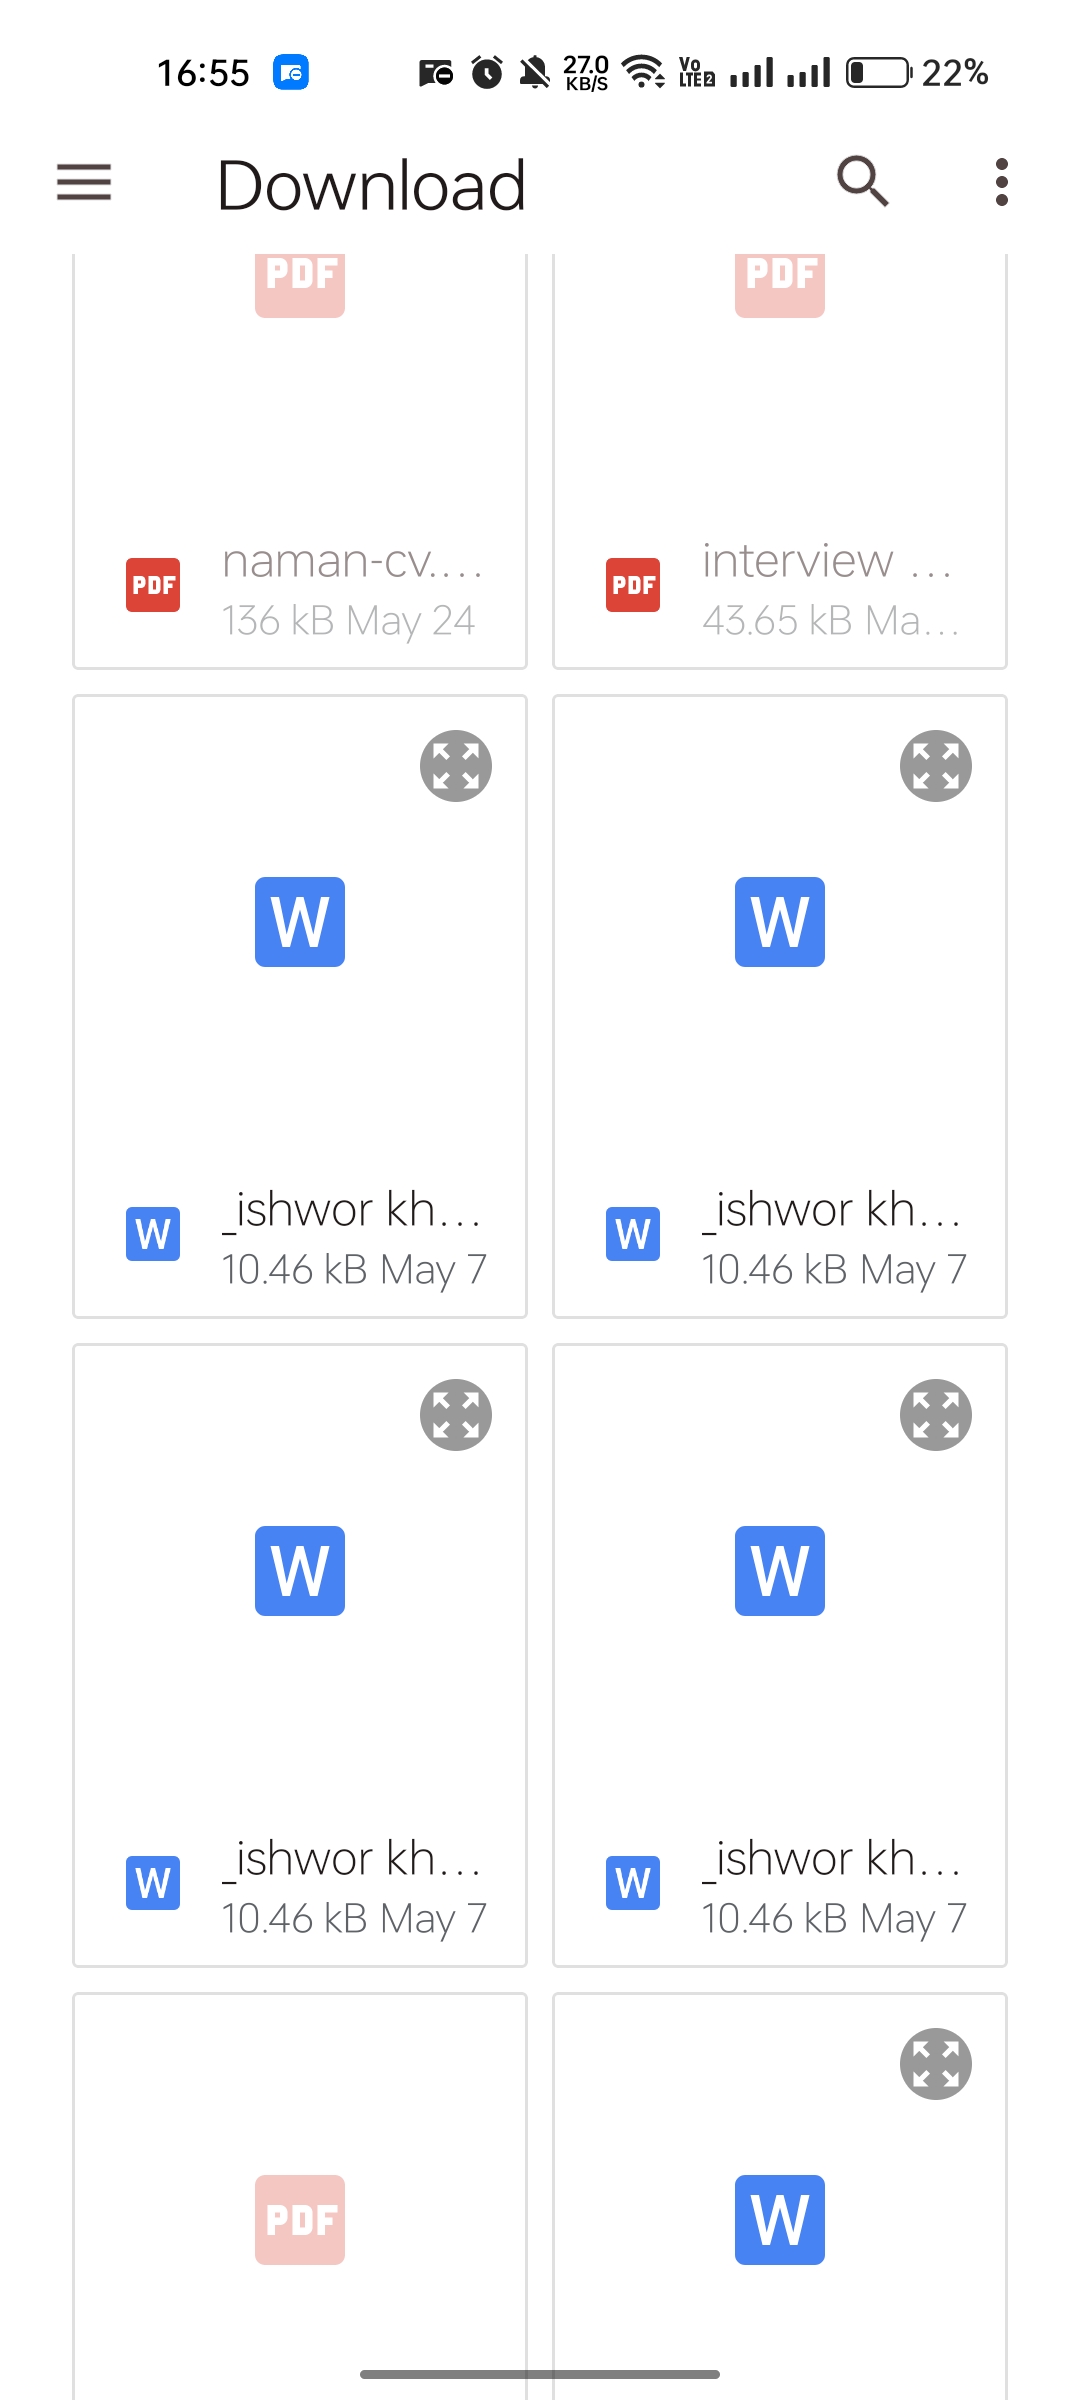 16:55 27.0 KB/S Vo LTE 2 22%
Download
PDF PDF
PDF naman-cv.... PDF interview ...
136 kB May 24 43.65 kB Ma...
W W
W _ishwor kh... W _ishwor kh...
10.46 kB May 7 10.46 kB May 7
W W
W _ishwor kh... W _ishwor kh...
10.46 kB May 7 10.46 kB May 7
PDF W